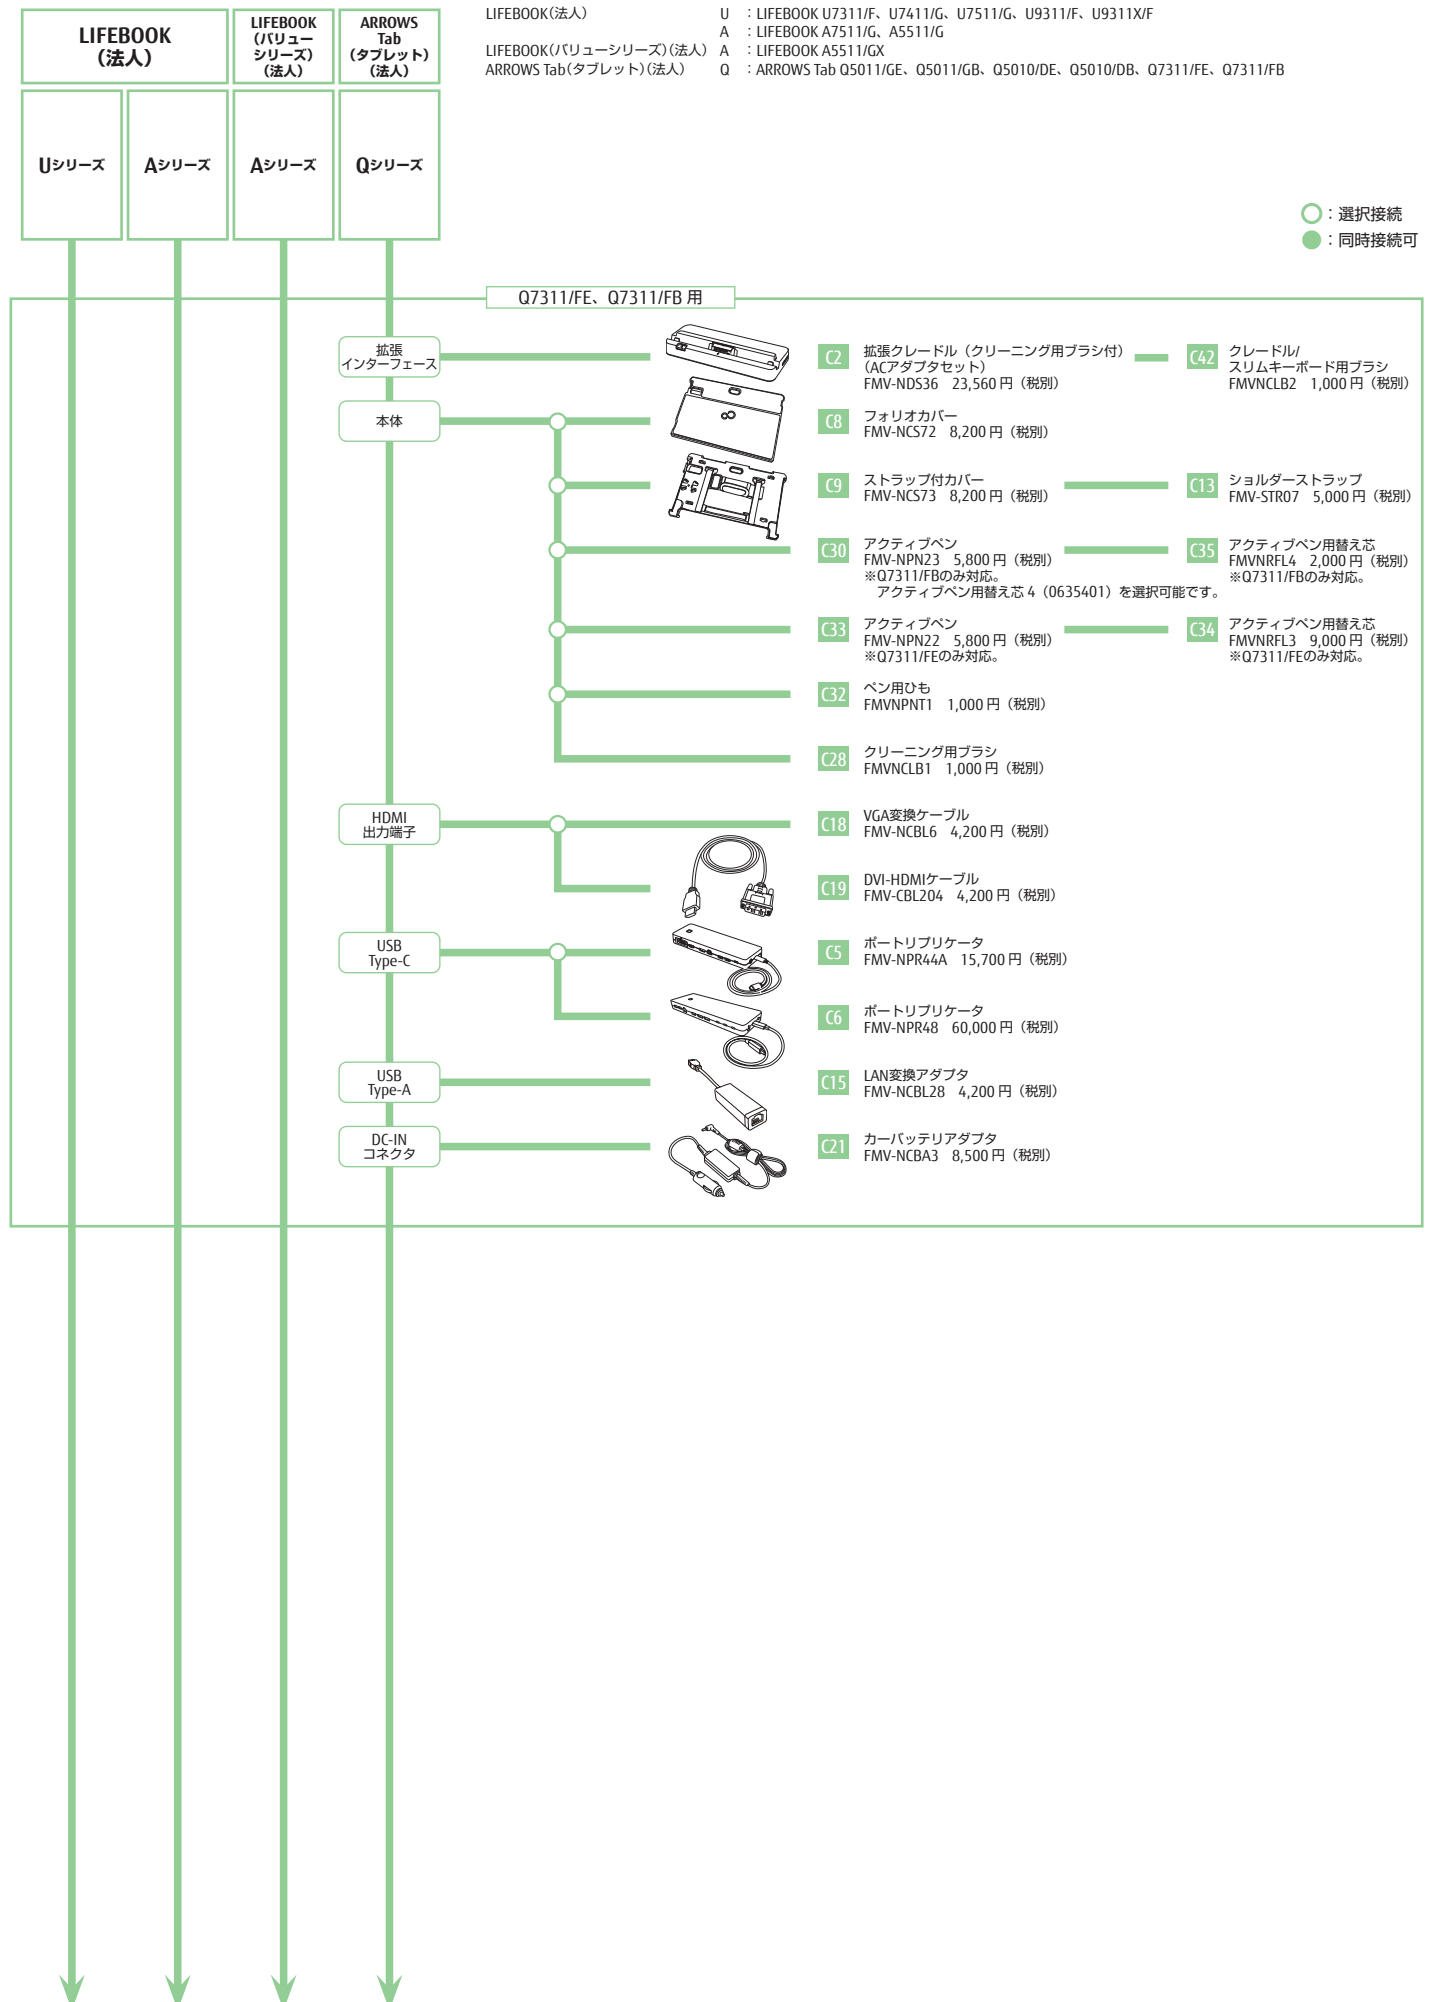 LIFEBOOK
（法人）
LIFEBOOK
（バリュー
シリーズ）
（法人）
ARROWS
Tab
（タブレット）
（法人）
LIFEBOOK（法人） U ：LIFEBOOK U7311/F、U7411/G、U7511/G、U9311/F、U9311X/F
A ：LIFEBOOK A7511/G、A5511/G
LIFEBOOK（バリューシリーズ）（法人） A ：LIFEBOOK A5511/GX
ARROWS Tab（タブレット）（法人） Q ：ARROWS Tab Q5011/GE、Q5011/GB、Q5010/DE、Q5010/DB、Q7311/FE、Q7311/FB
Uシリーズ
Aシリーズ
Aシリーズ
Qシリーズ
：選択接続
：同時接続可
Q7311/FE、Q7311/FB 用
拡張
インターフェース
C2
拡張クレードル（クリーニング用ブラシ付）
（ACアダプタセット）
FMV-NDS36 23,560 円（税別）
C42
クレードル/
スリムキーボード用ブラシ
FMVNCLB2 1,000 円（税別）
本体
C8
フォリオカバー
FMV-NCS72 8,200 円（税別）
C9
ストラップ付カバー
FMV-NCS73 8,200 円（税別）
C13
ショルダーストラップ
FMV-STR07 5,000 円（税別）
C30
アクティブペン
FMV-NPN23 5,800 円（税別）
※Q7311/FBのみ対応。
アクティブペン用替え芯 4（0635401）を選択可能です。
C35
アクティブペン用替え芯
FMVNRFL4 2,000 円（税別）
※Q7311/FBのみ対応。
C33
アクティブペン
FMV-NPN22 5,800 円（税別）
※Q7311/FEのみ対応。
C34
アクティブペン用替え芯
FMVNRFL3 9,000 円（税別）
※Q7311/FEのみ対応。
C32
ペン用ひも
FMVNPNT1 1,000 円（税別）
C28
クリーニング用ブラシ
FMVNCLB1 1,000 円（税別）
HDMI
出力端子
C18
VGA変換ケーブル
FMV-NCBL6 4,200 円（税別）
C19
DVI-HDMIケーブル
FMV-CBL204 4,200 円（税別）
USB
Type-C
C5
ポートリプリケータ
FMV-NPR44A 15,700 円（税別）
C6
ポートリプリケータ
FMV-NPR48 60,000 円（税別）
USB
Type-A
C15
LAN変換アダプタ
FMV-NCBL28 4,200 円（税別）
DC-IN
コネクタ
C21
カーバッテリアダプタ
FMV-NCBA3 8,500 円（税別）